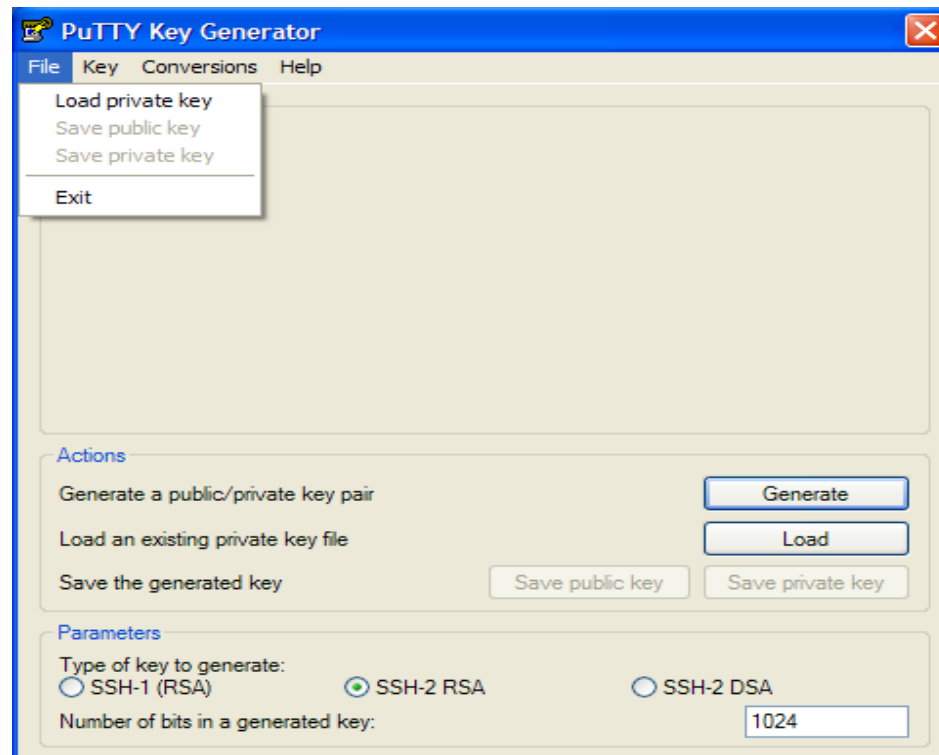 PuTTY Key Generator
File Key Conversions Help
Load private key
Save public key
Save private key
Exit
Actions
Generate a public/private key pair Generate
Load an existing private key file Load
Save the generated key Save public key Save private key
Parameters
Type of key to generate:
SSH-1 (RSA) SSH-2 RSA SSH-2 DSA
Number of bits in a generated key: 1024